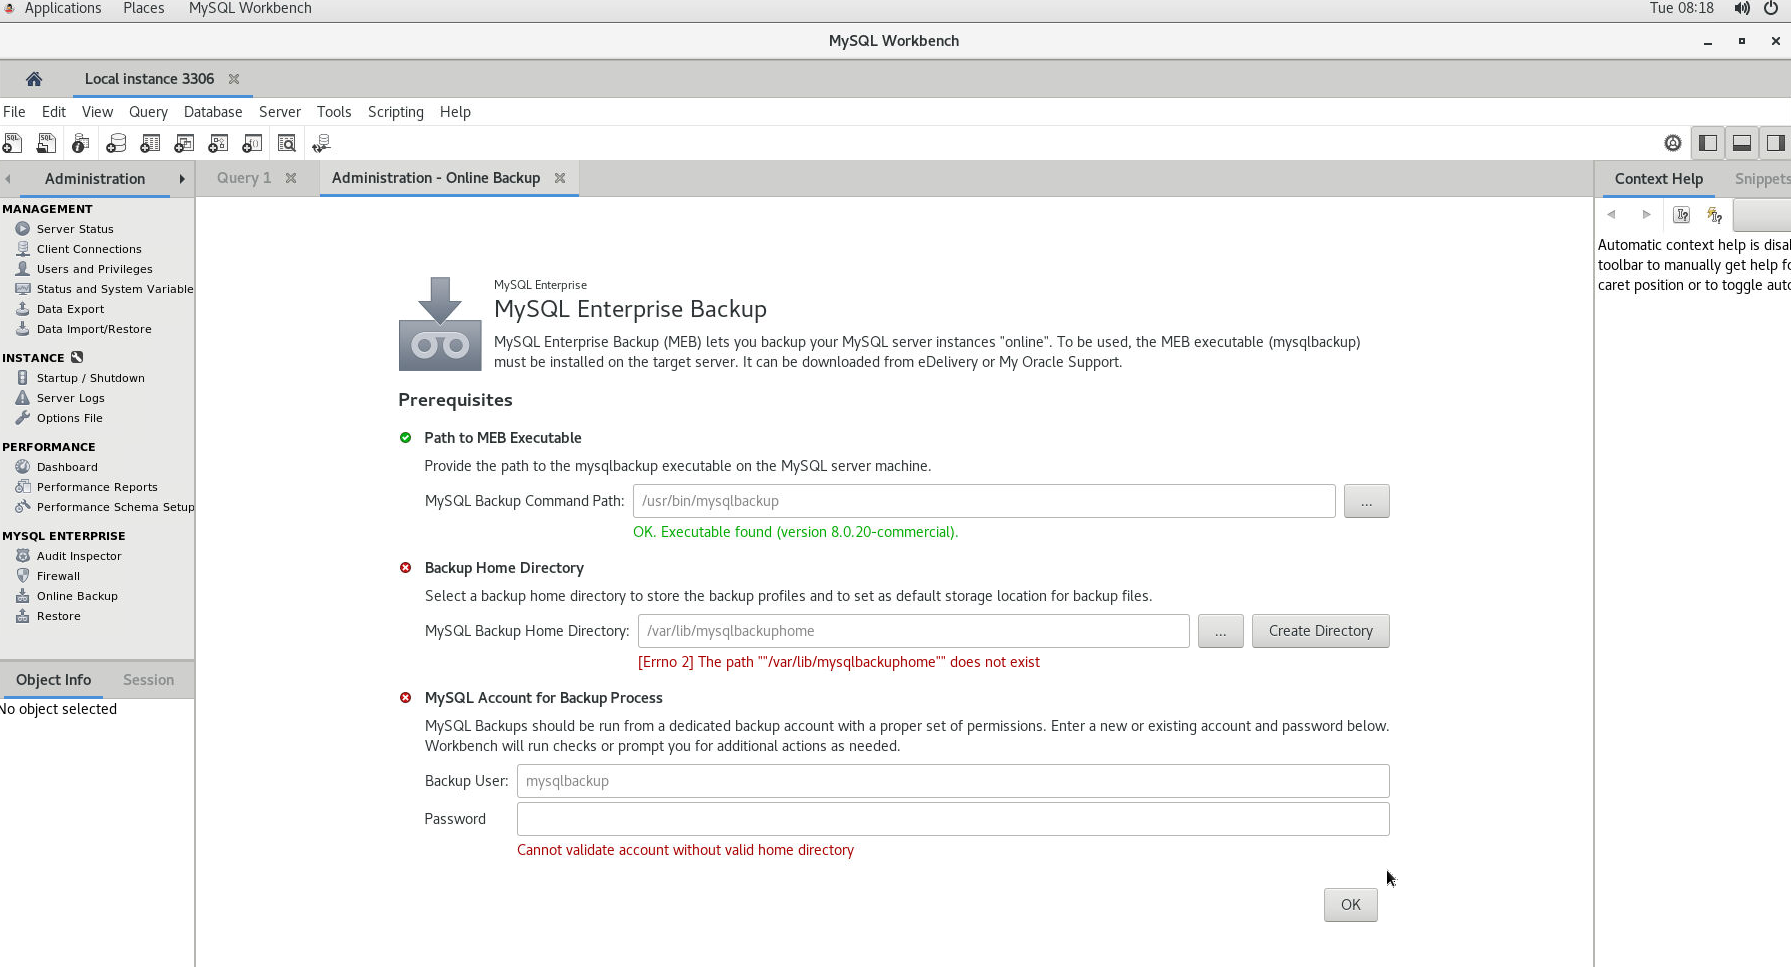 Applications Places MySQL Workbench Tue 08:18
MySQL Workbench
Local instance 3306
File Edit View Query Database Server Tools Scripting Help
Administration
MANAGEMENT
Server Status
Client Connections
Users and Privileges
Status and System Variable
Data Export
Data Import/Restore
INSTANCE
Startup / Shutdown
Server Logs
Options File
PERFORMANCE
Dashboard
Performance Reports
Performance Schema Setup
MYSQL ENTERPRISE
Audit Inspector
Firewall
Online Backup
Restore
Object Info Session
No object selected
Query 1 Administration - Online Backup
MySQL Enterprise
MySQL Enterprise Backup
MySQL Enterprise Backup (MEB) lets you backup your MySQL server instances "online". To be used, the MEB executable (mysqlbackup)
must be installed on the target server. It can be downloaded from eDelivery or My Oracle Support.
Prerequisites
Path to MEB Executable
Provide the path to the mysqlbackup executable on the MySQL server machine.
MySQL Backup Command Path: /usr/bin/mysqlbackup ...
OK. Executable found (version 8.0.20-commercial).
Backup Home Directory
Select a backup home directory to store the backup profiles and to set as default storage location for backup files.
MySQL Backup Home Directory: /var/lib/mysqlbackuphome ... Create Directory
[Errno 2] The path ""/var/lib/mysqlbackuphome"" does not exist
MySQL Account for Backup Process
MySQL Backups should be run from a dedicated backup account with a proper set of permissions. Enter a new or existing account and password below.
Workbench will run checks or prompt you for additional actions as needed.
Backup User: mysqlbackup
Password
Cannot validate account without valid home directory
OK
Context Help Snippets
Automatic context help is disa
toolbar to manually get help fo
caret position or to toggle auto